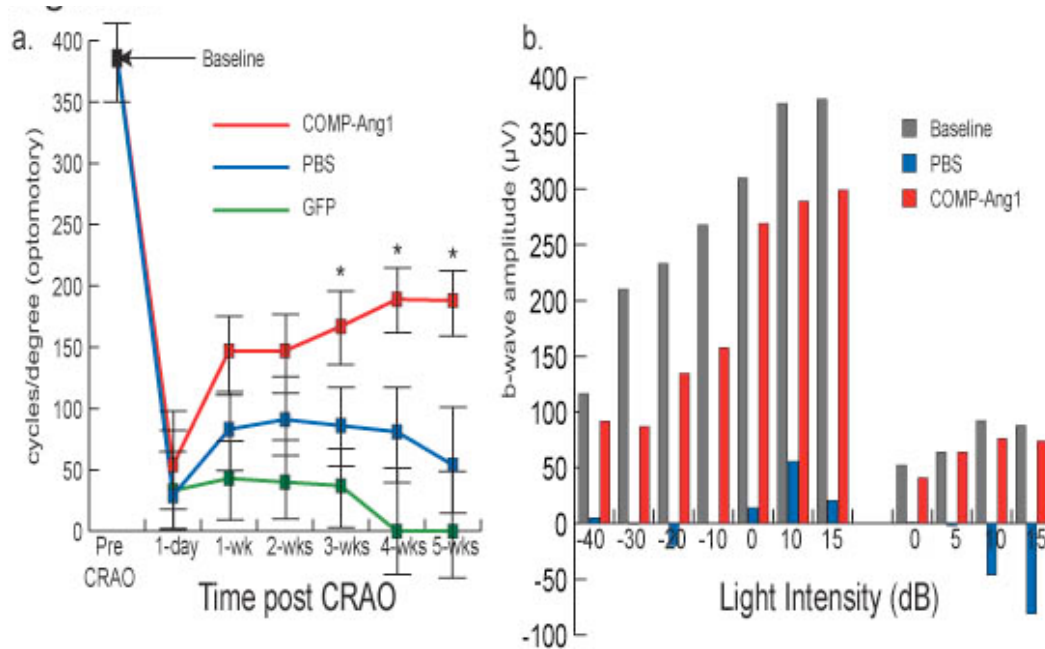 a.
400
350
300
250
200
150
100
50
0
cycles/degree (optomotory)
Baseline
COMP-Ang1
PBS
GFP
*
*
*
Pre
CRAO
1-day
1-wk
2-wks
3-wks
4-wks
5-wks
Time post CRAO
b.
400
350
300
250
200
150
100
50
0
-50
-100
b-wave amplitude (µV)
Baseline
PBS
COMP-Ang1
-40
-30
-20
-10
0
10
15
0
5
10
15
Light Intensity (dB)